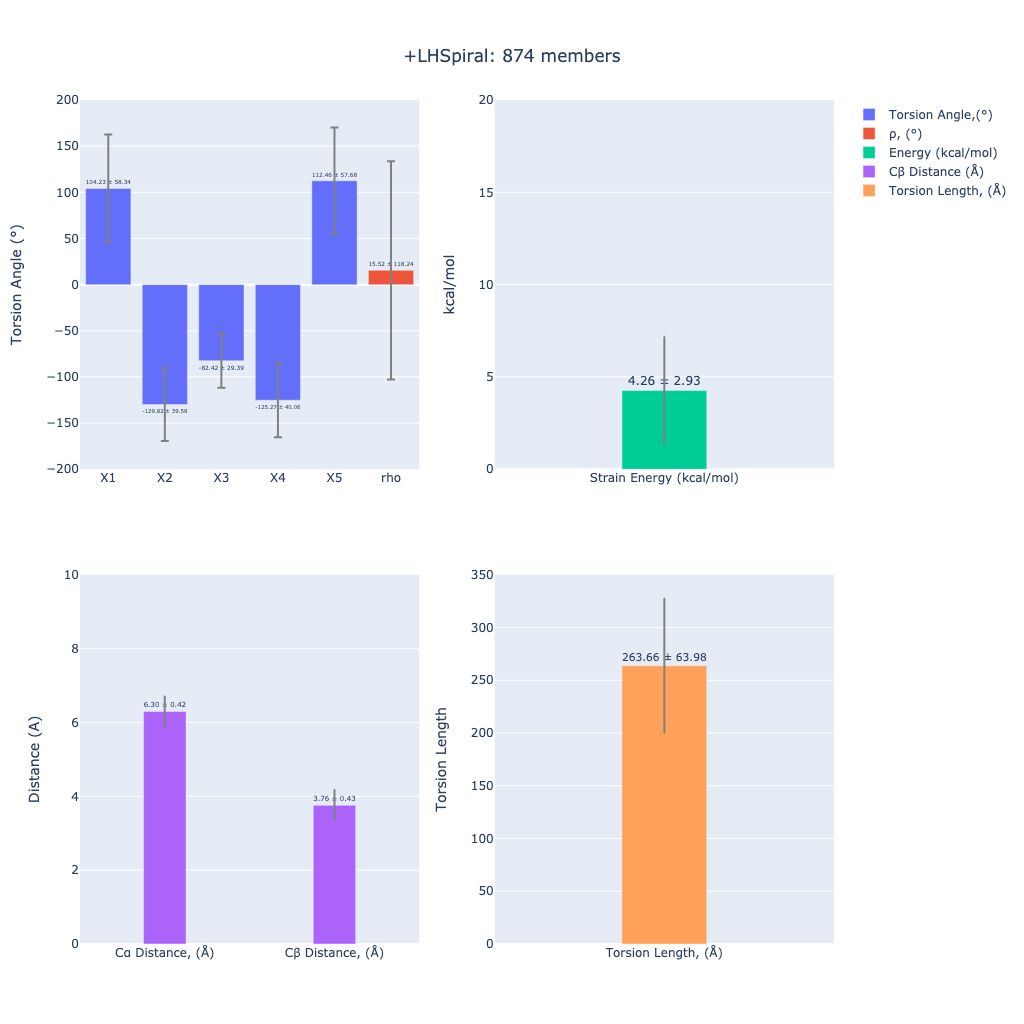 +LHSpiral: 874 members
200
150
100
50
0
−50
−100
−150
−200
Torsion Angle (°)
104.23 ± 58.34
-129.82 ± 39.58
-82.42 ± 29.39
-125.27 ± 40.06
112.46 ± 57.68
15.52 ± 118.24
X1
X2
X3
X4
X5
rho
20
15
10
5
0
kcal/mol
4.26 ± 2.93
Strain Energy (kcal/mol)
Torsion Angle,(°)
ρ, (°)
Energy (kcal/mol)
Cβ Distance (Å)
Torsion Length, (Å)
10
8
6
4
2
0
Distance (A)
6.30 ± 0.42
3.76 ± 0.43
Cα Distance, (Å)
Cβ Distance, (Å)
350
300
250
200
150
100
50
0
Torsion Length
263.66 ± 63.98
Torsion Length, (Å)